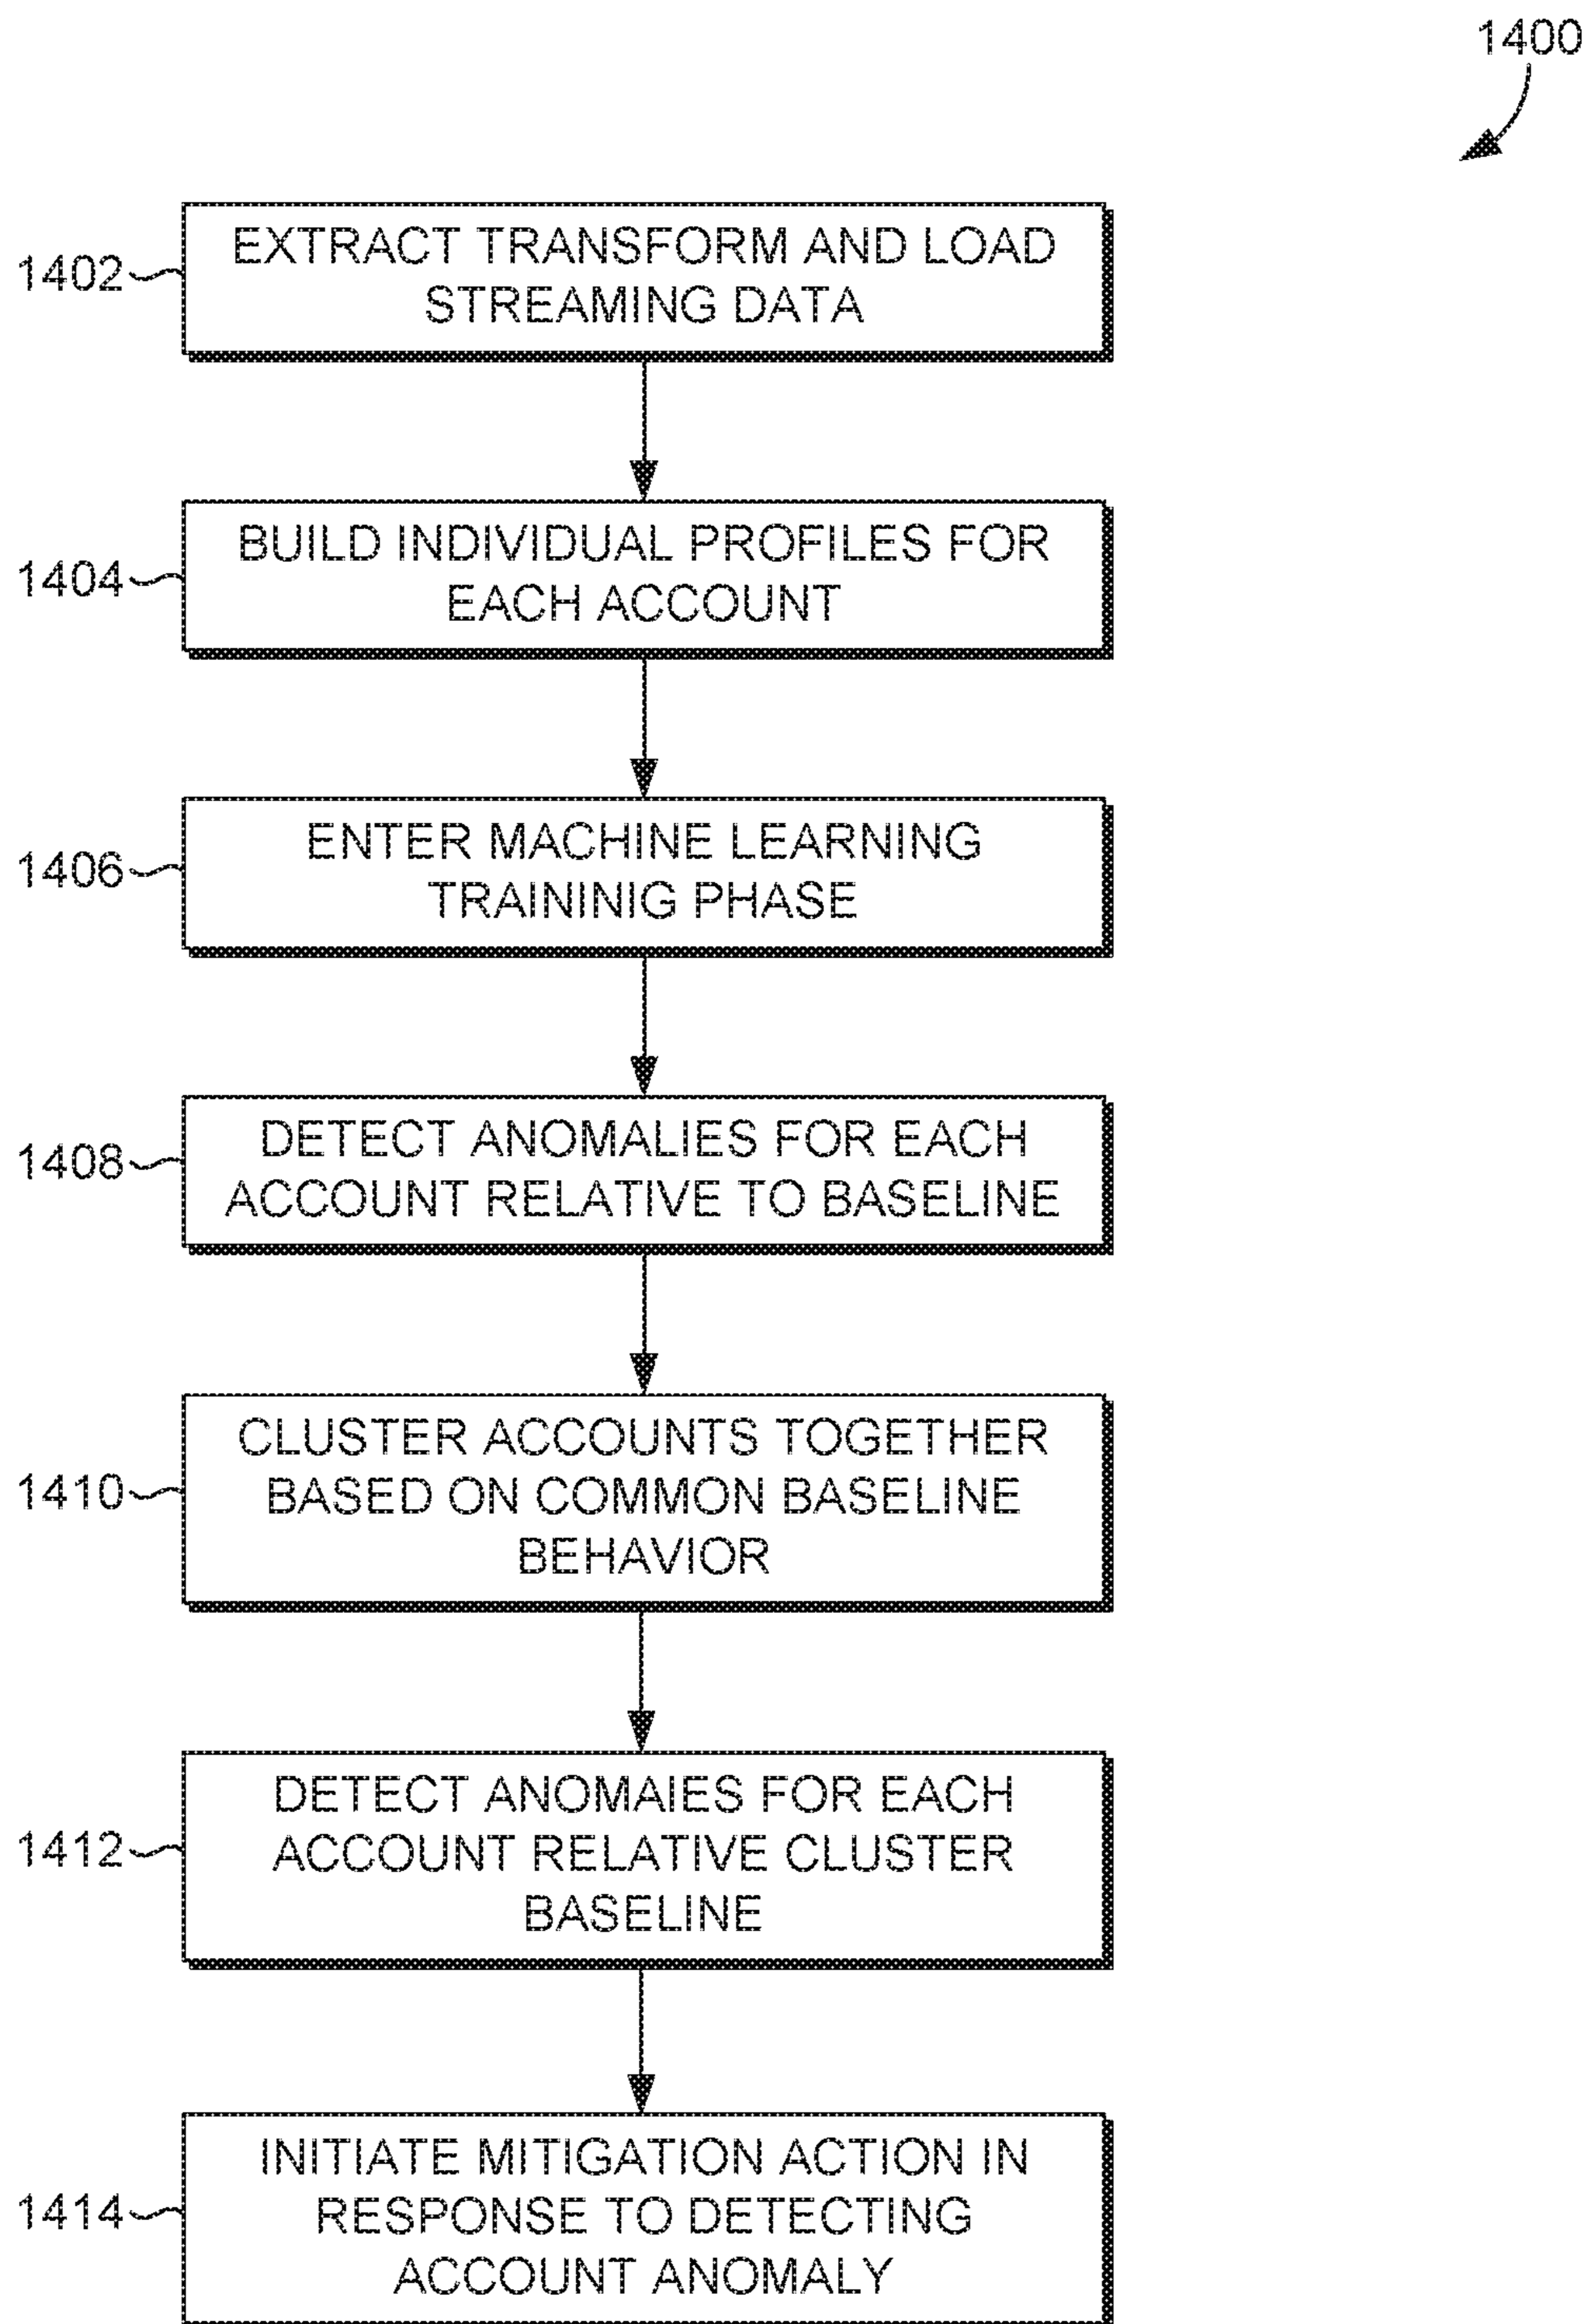 1400
1402
EXTRACT TRANSFORM AND LOAD
STREAMING DATA
1404
BUILD INDIVIDUAL PROFILES FOR
EACH ACCOUNT
1406
ENTER MACHINE LEARNING
TRAININIG PHASE
1408
DETECT ANOMALIES FOR EACH
ACCOUNT RELATIVE TO BASELINE
1410
CLUSTER ACCOUNTS TOGETHER
BASED ON COMMON BASELINE
BEHAVIOR
1412
DETECT ANOMAIES FOR EACH
ACCOUNT RELATIVE CLUSTER
BASELINE
1414
INITIATE MITIGATION ACTION IN
RESPONSE TO DETECTING
ACCOUNT ANOMALY